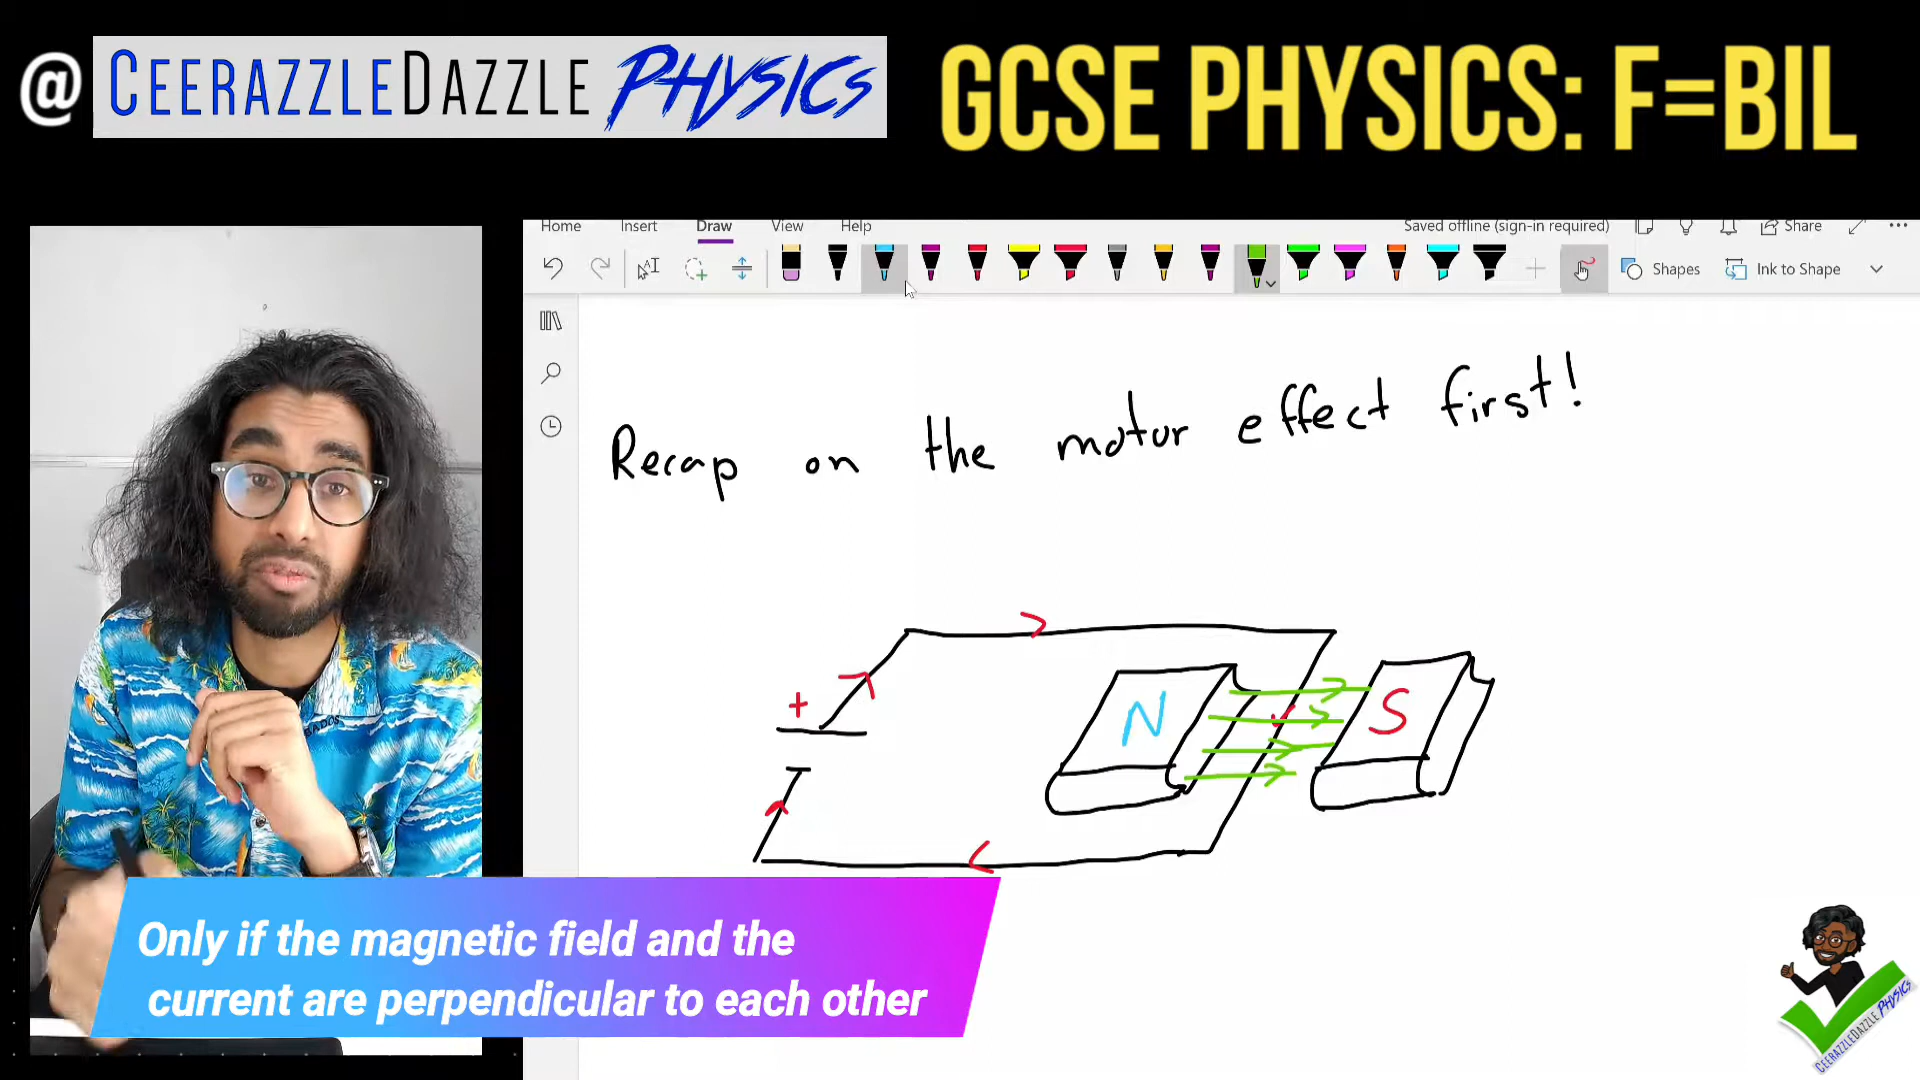 @ CEERAZZLEDAZZLE PHYSICS
GCSE PHYSICS: F=BIL
Home Insert Draw View Help
Saved offline (sign-in required) Share
Shapes Ink to Shape
Recap on the motor effect first!
+
N
S
Only if the magnetic field and the
current are perpendicular to each other
CEERAZZLEDAZZLE PHYSICS